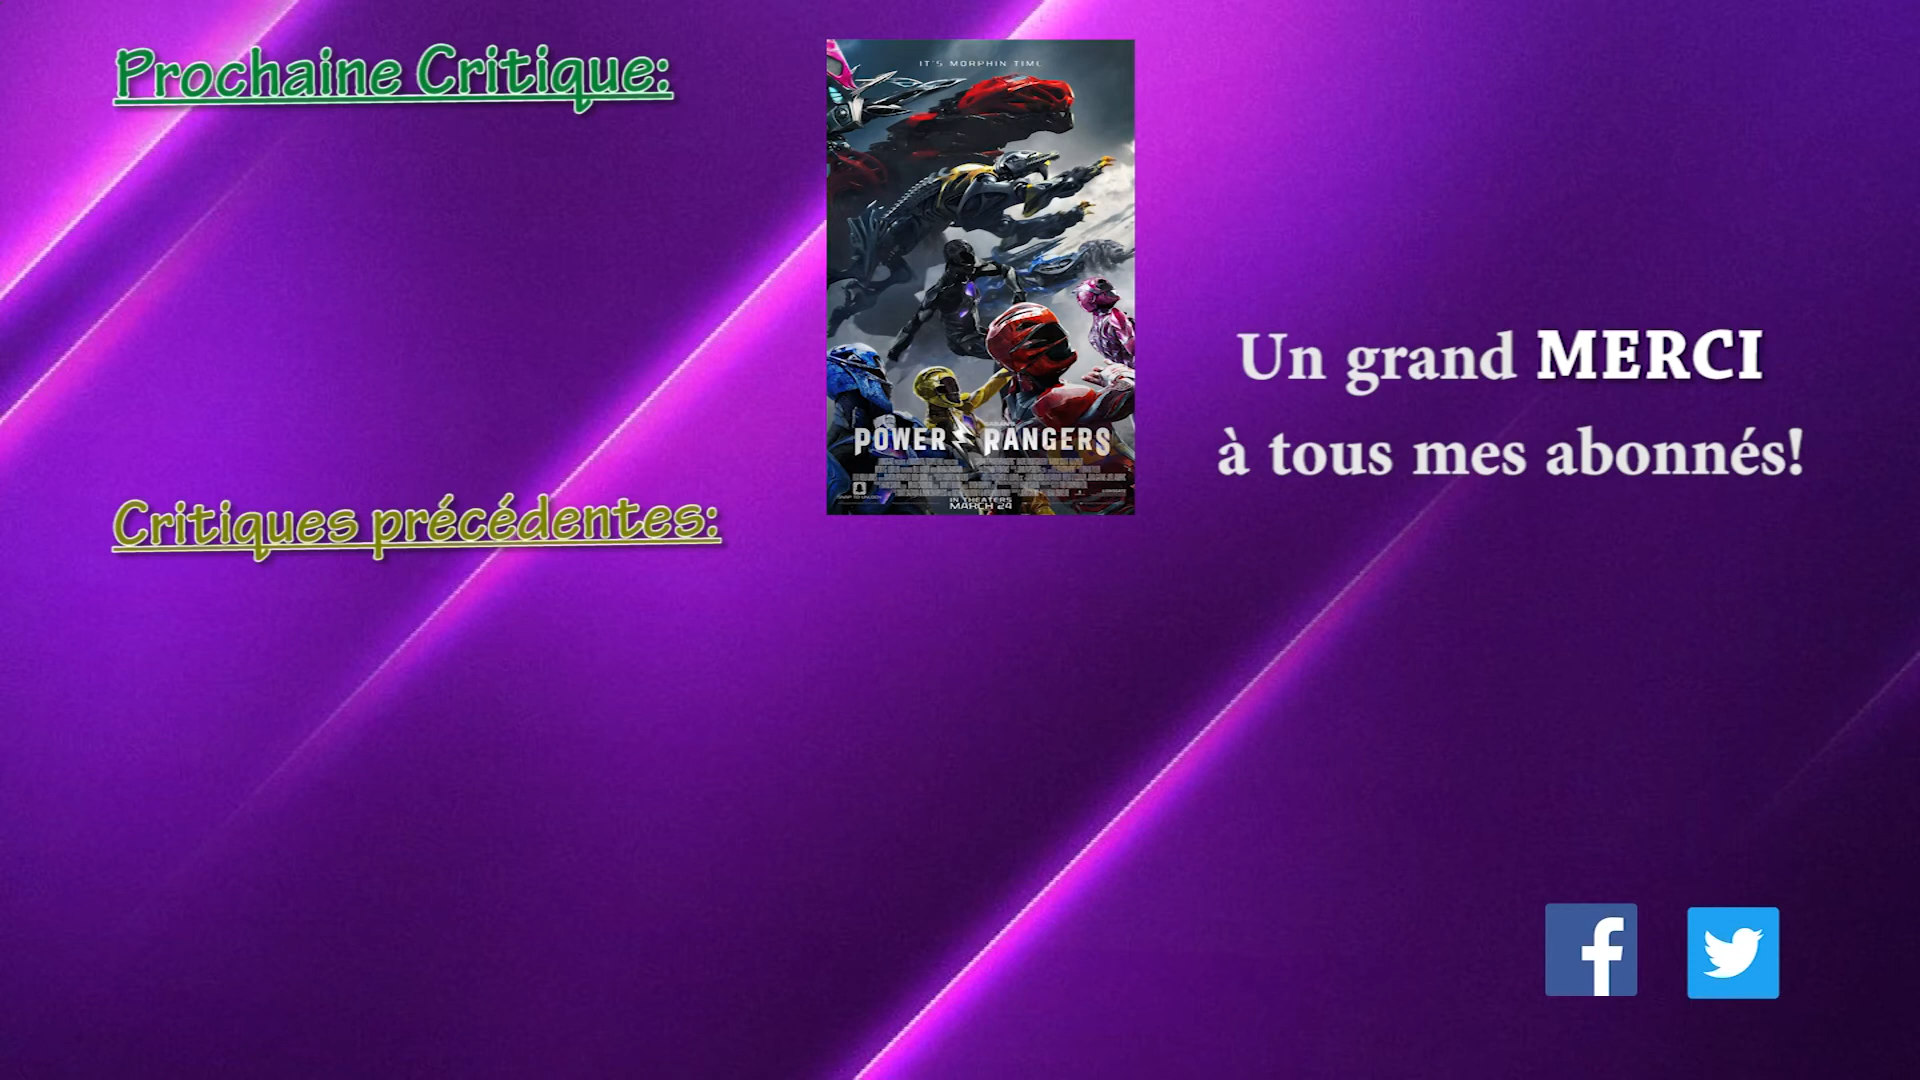 Prochaine Critique:
IT'S MORPHIN TIME
POWER RANGERS
IN THEATERS
MARCH 24
Un grand MERCI
à tous mes abonnés!
Critiques précédentes: